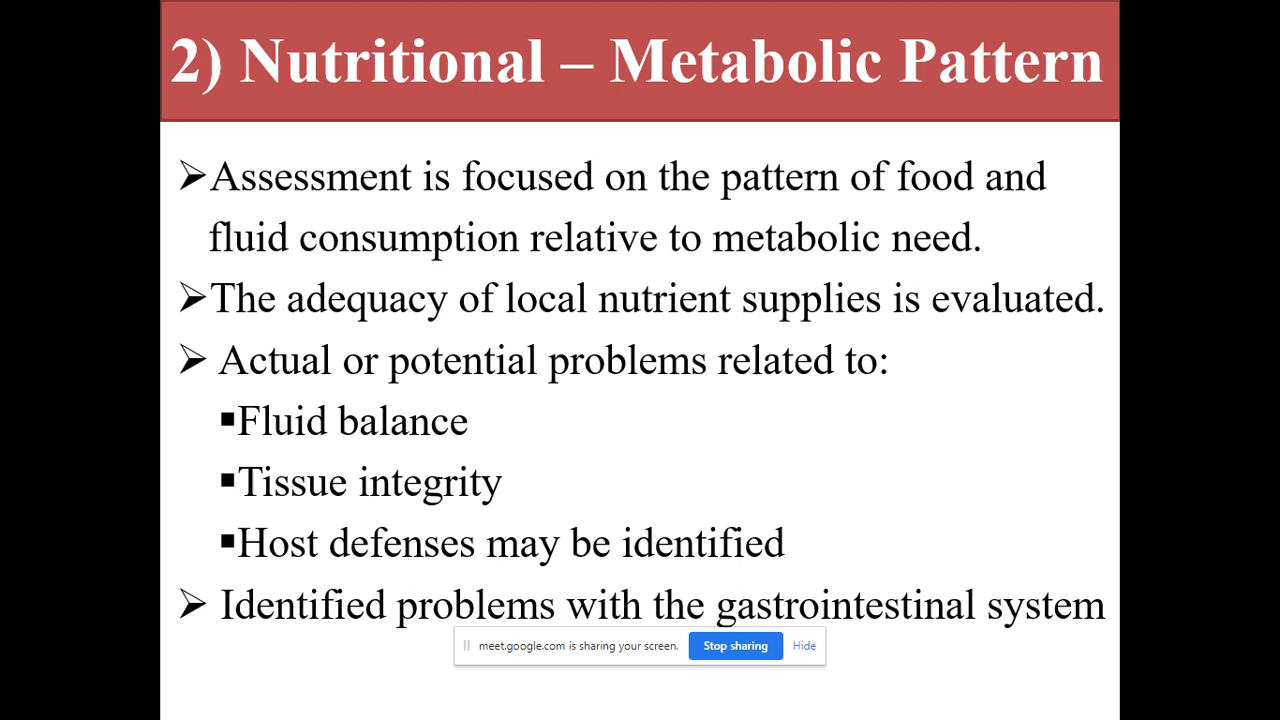 2) Nutritional – Metabolic Pattern
➢Assessment is focused on the pattern of food and
fluid consumption relative to metabolic need.
➢The adequacy of local nutrient supplies is evaluated.
➢ Actual or potential problems related to:
▪Fluid balance
▪Tissue integrity
▪Host defenses may be identified
➢ Identified problems with the gastrointestinal system
meet.google.com is sharing your screen. Stop sharing Hide